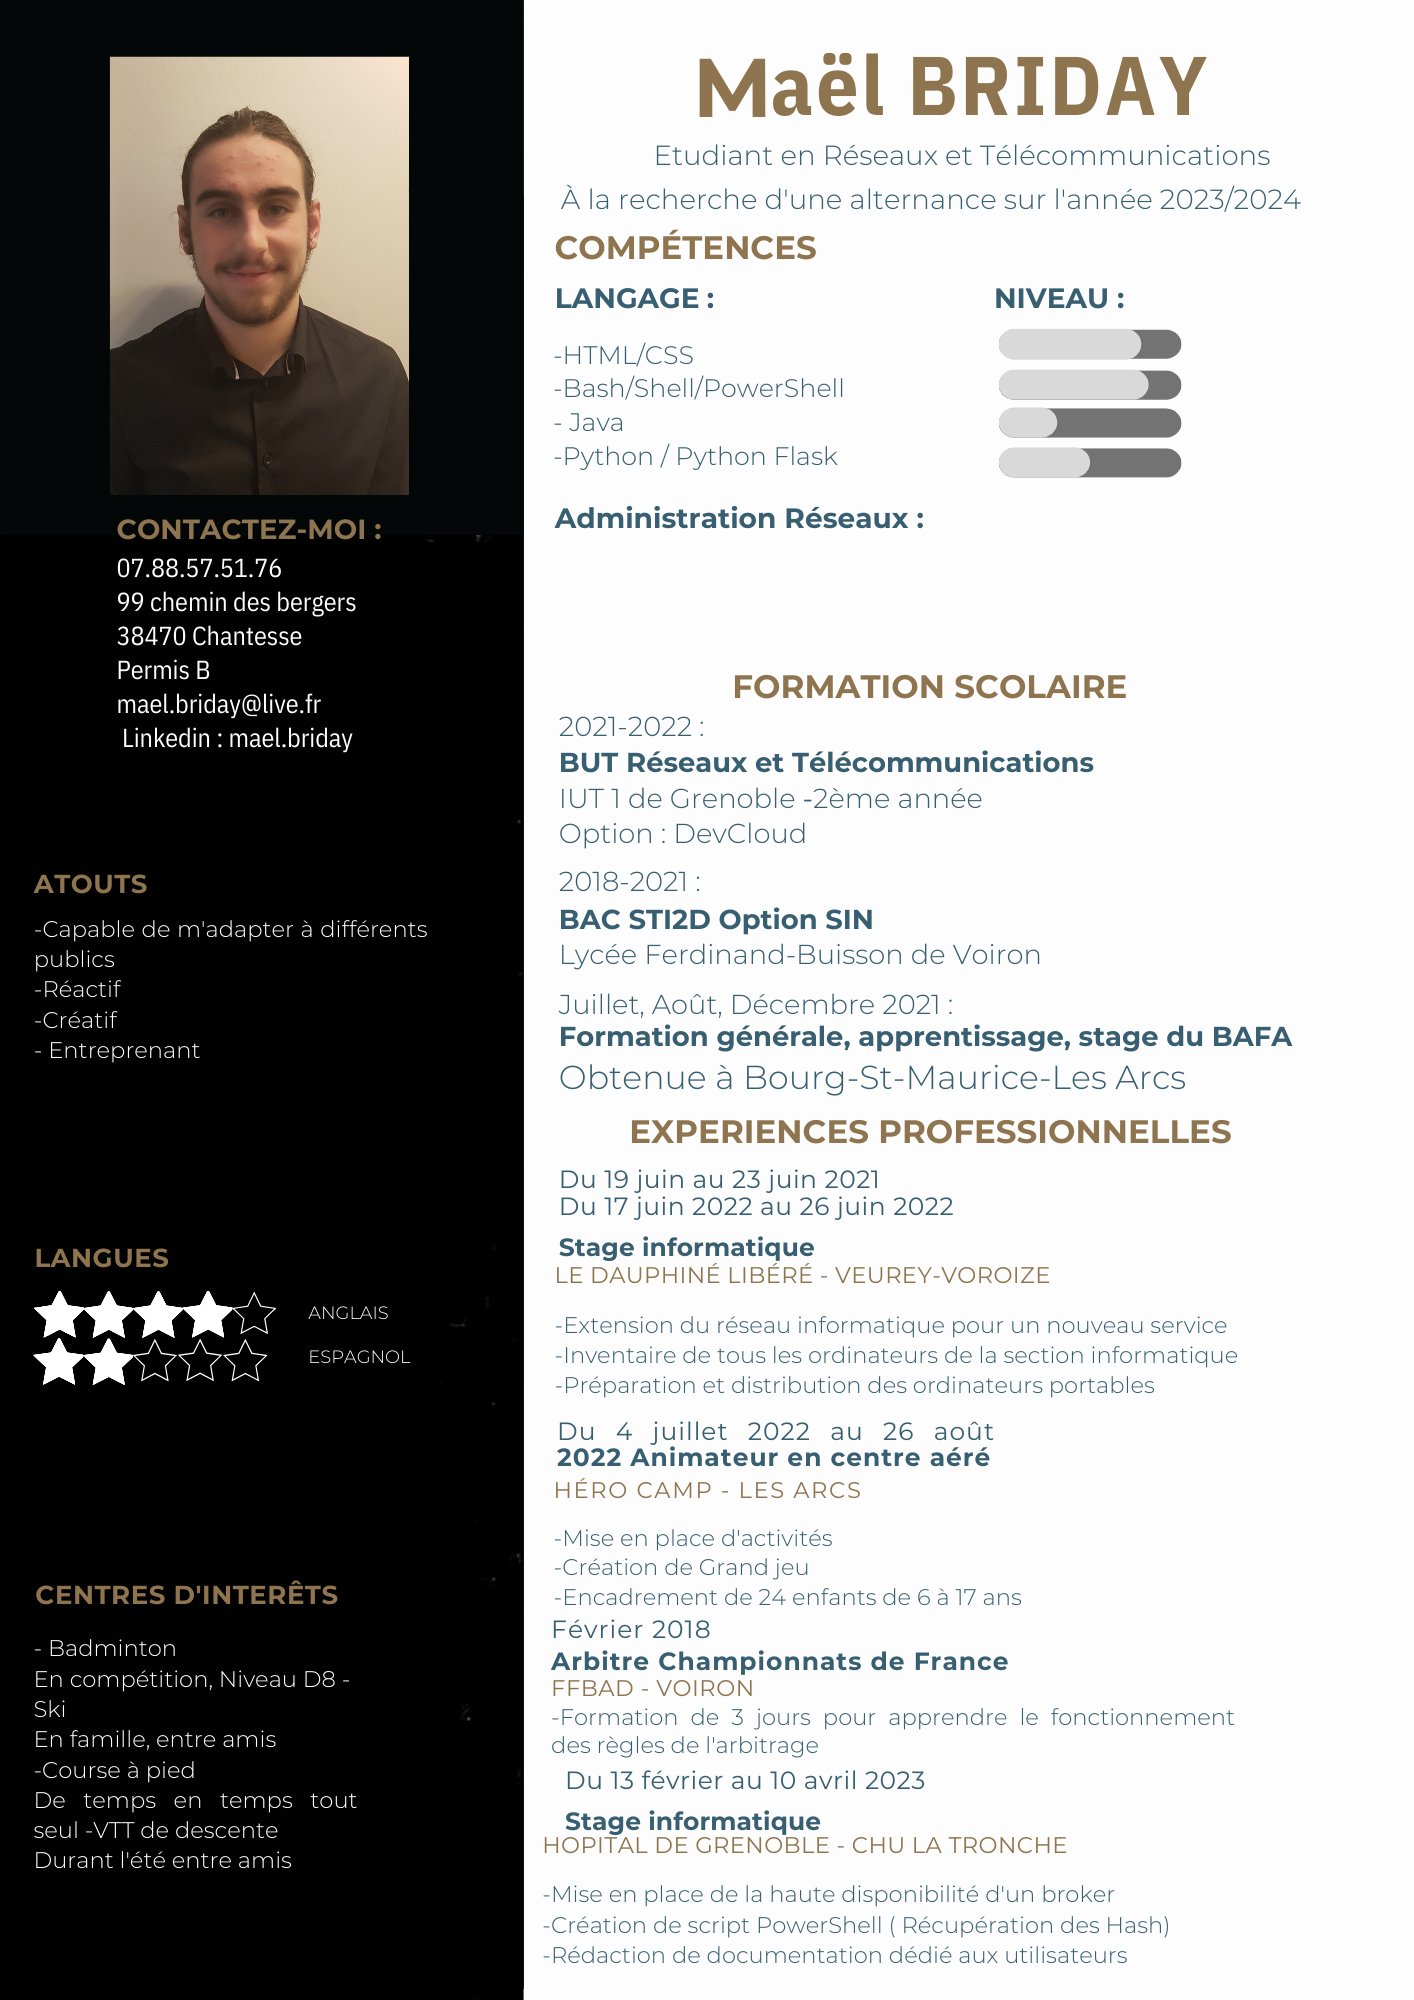 Maël BRIDAY
Etudiant en Réseaux et Télécommunications
À la recherche d'une alternance sur l'année 2023/2024
COMPÉTENCES
LANGAGE :
NIVEAU :
-HTML/CSS
-Bash/Shell/PowerShell
- Java
-Python / Python Flask
Administration Réseaux :
CONTACTEZ-MOI :
07.88.57.51.76
99 chemin des bergers
38470 Chantesse
Permis B
mael.briday@live.fr
Linkedin : mael.briday
ATOUTS
-Capable de m'adapter à différents
publics
-Réactif
-Créatif
- Entreprenant
LANGUES
ANGLAIS
ESPAGNOL
CENTRES D'INTERÊTS
- Badminton
En compétition, Niveau D8 -
Ski
En famille, entre amis
-Course à pied
De temps en temps tout
seul -VTT de descente
Durant l'été entre amis
FORMATION SCOLAIRE
2021-2022 :
BUT Réseaux et Télécommunications
IUT 1 de Grenoble -2ème année
Option : DevCloud
2018-2021 :
BAC STI2D Option SIN
Lycée Ferdinand-Buisson de Voiron
Juillet, Août, Décembre 2021 :
Formation générale, apprentissage, stage du BAFA
Obtenue à Bourg-St-Maurice-Les Arcs
EXPERIENCES PROFESSIONNELLES
Du 19 juin au 23 juin 2021
Du 17 juin 2022 au 26 juin 2022
Stage informatique
LE DAUPHINÉ LIBÉRÉ - VEUREY-VOROIZE
-Extension du réseau informatique pour un nouveau service
-Inventaire de tous les ordinateurs de la section informatique
-Préparation et distribution des ordinateurs portables
Du 4 juillet 2022 au 26 août
2022 Animateur en centre aéré
HÉRO CAMP - LES ARCS
-Mise en place d'activités
-Création de Grand jeu
-Encadrement de 24 enfants de 6 à 17 ans
Février 2018
Arbitre Championnats de France
FFBAD - VOIRON
-Formation de 3 jours pour apprendre le fonctionnement
des règles de l'arbitrage
Du 13 février au 10 avril 2023
Stage informatique
HOPITAL DE GRENOBLE - CHU LA TRONCHE
-Mise en place de la haute disponibilité d'un broker
-Création de script PowerShell ( Récupération des Hash)
-Rédaction de documentation dédié aux utilisateurs